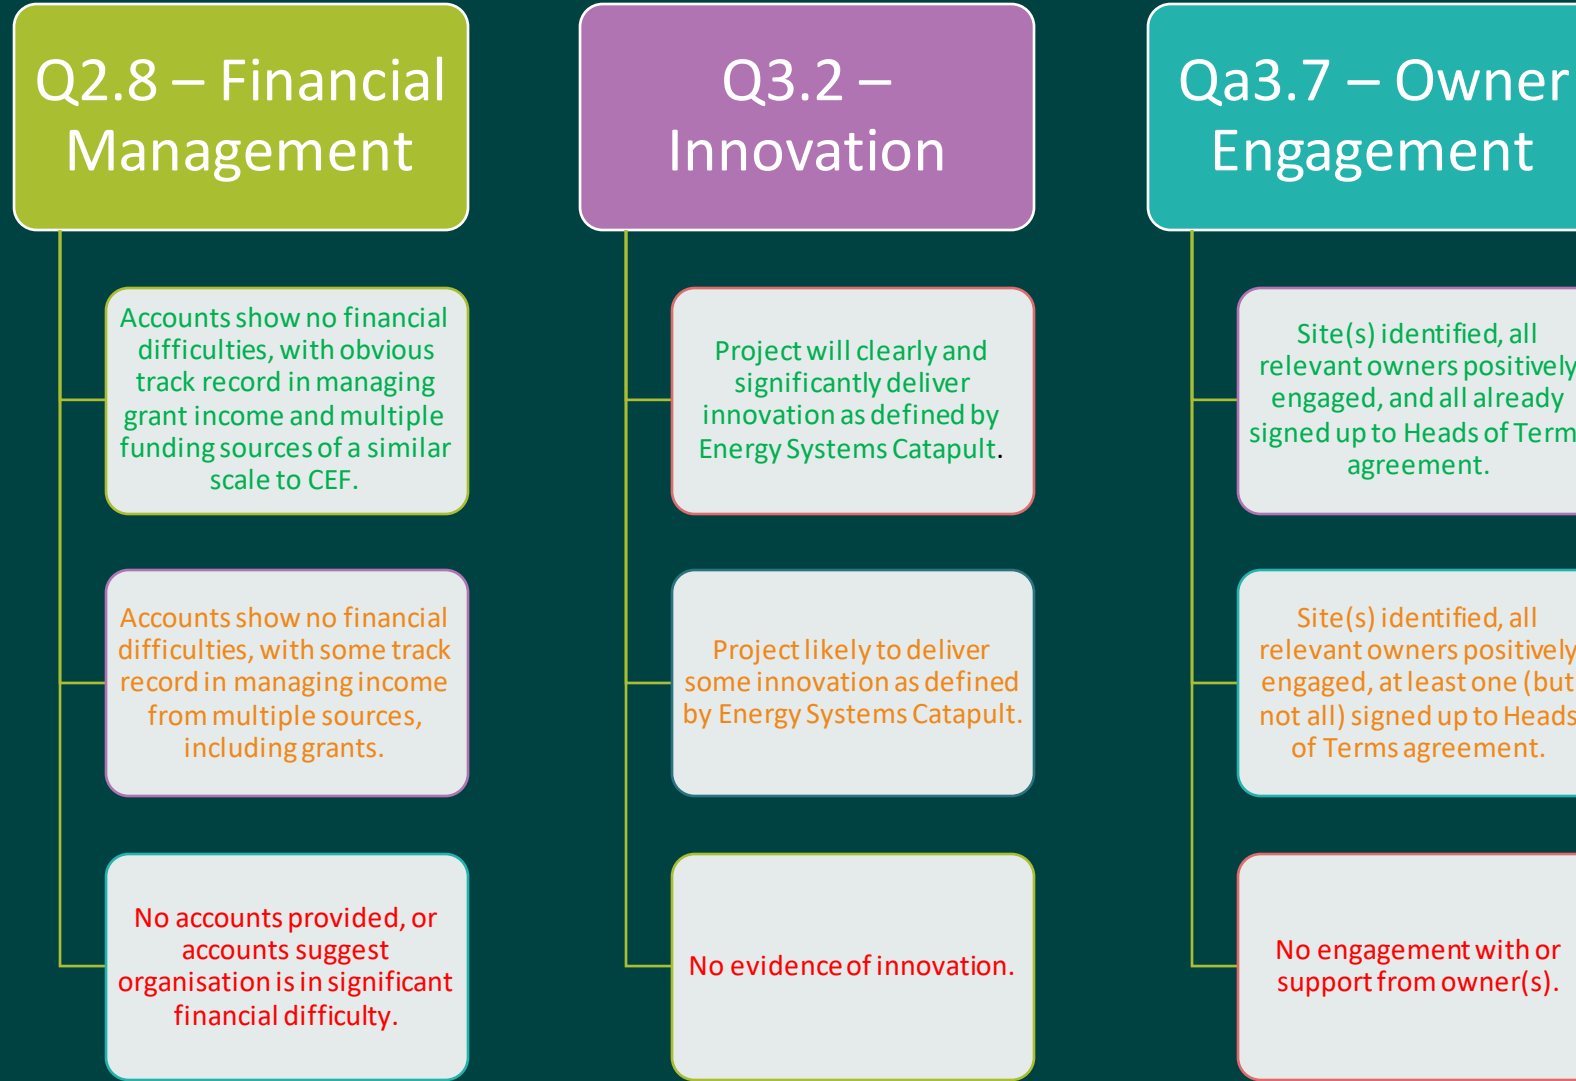 Q2.8 – Financial
Management
Accounts show no financial
difficulties, with obvious
track record in managing
grant income and multiple
funding sources of a similar
scale to CEF.
Accounts show no financial
difficulties, with some track
record in managing income
from multiple sources,
including grants.
No accounts provided, or
accounts suggest
organisation is in significant
financial difficulty.
Q3.2 –
Innovation
Project will clearly and
significantly deliver
innovation as defined by
Energy Systems Catapult.
Project likely to deliver
some innovation as defined
by Energy Systems Catapult.
No evidence of innovation.
Qa3.7 – Owner
Engagement
Site(s) identified, all
relevant owners positively
engaged, and all already
signed up to Heads of Term
agreement.
Site(s) identified, all
relevant owners positively
engaged, at least one (but
not all) signed up to Heads
of Terms agreement.
No engagement with or
support from owner(s).